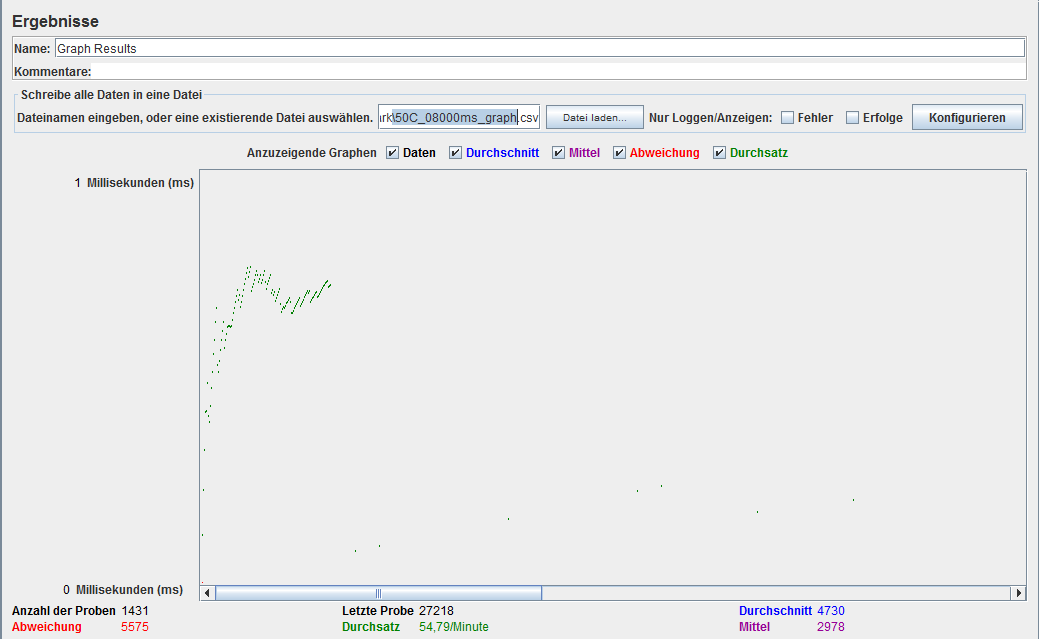 Ergebnisse
Name: Graph Results
Kommentare:
Schreibe alle Daten in eine Datei
Dateinamen eingeben, oder eine existierende Datei auswählen. ark\50C_08000ms_graph.csv Datei laden... Nur Loggen/Anzeigen: Fehler Erfolge Konfigurieren
Anzuzeigende Graphen Daten Durchschnitt Mittel Abweichung Durchsatz
1 Millisekunden (ms)
0 Millisekunden (ms)
Anzahl der Proben 1431 Letzte Probe 27218 Durchschnitt 4730
Abweichung 5575 Durchsatz 54,79/Minute Mittel 2978